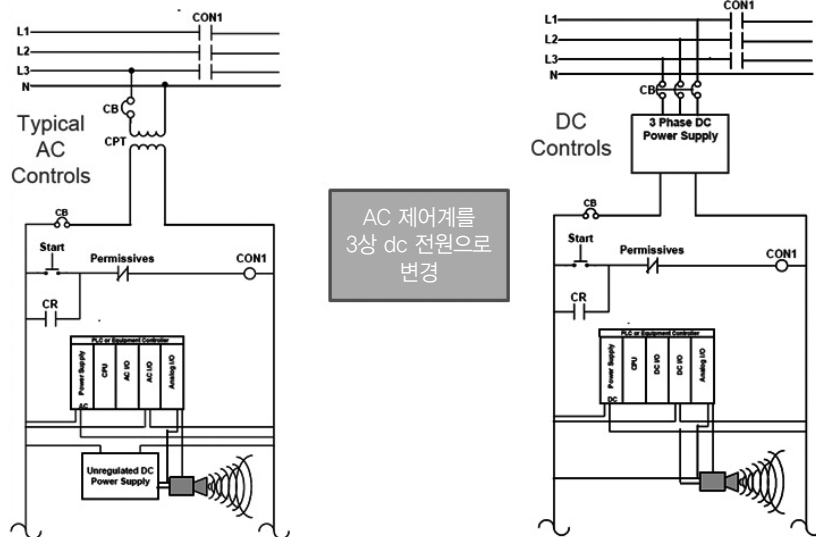 CON1
L1
L2
L3
N
CB
CPT
Typical
AC
Controls
CB
Start
Permissives
CON1
CR
PLC or Equipment Controller
Power Supply
AC
CPU
AC I/O
AC I/O
Analog I/O
Unregulated DC
Power Supply
AC 제어계를
3상 dc 전원으로
변경
CON1
L1
L2
L3
N
CB
3 Phase DC
Power Supply
DC
Controls
CB
Start
Permissives
CON1
CR
PLC or Equipment Controller
Power Supply
DC
CPU
DC I/O
DC I/O
Analog I/O